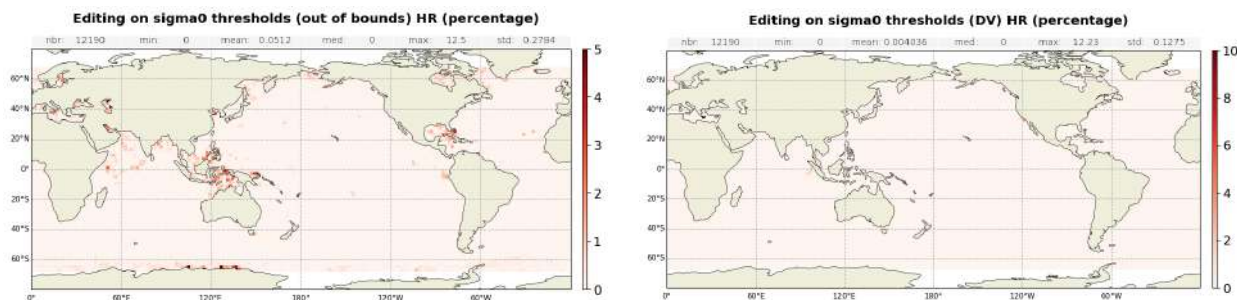 Editing on sigma0 thresholds (out of bounds) HR (percentage)
nbr: 12190 min: 0 mean: 0.0512 med: 0 max: 12.5 std: 0.2784
60°N
40°N
20°N
0°
20°S
40°S
60°S
0° 60°E 120°E 180° 120°W 60°W
5
4
3
2
1
0
Editing on sigma0 thresholds (DV) HR (percentage)
nbr: 12190 min: 0 mean: 0.004036 med: 0 max: 12.23 std: 0.1275
60°N
40°N
20°N
0°
20°S
40°S
60°S
0° 60°E 120°E 180° 120°W 60°W
10
8
6
4
2
0